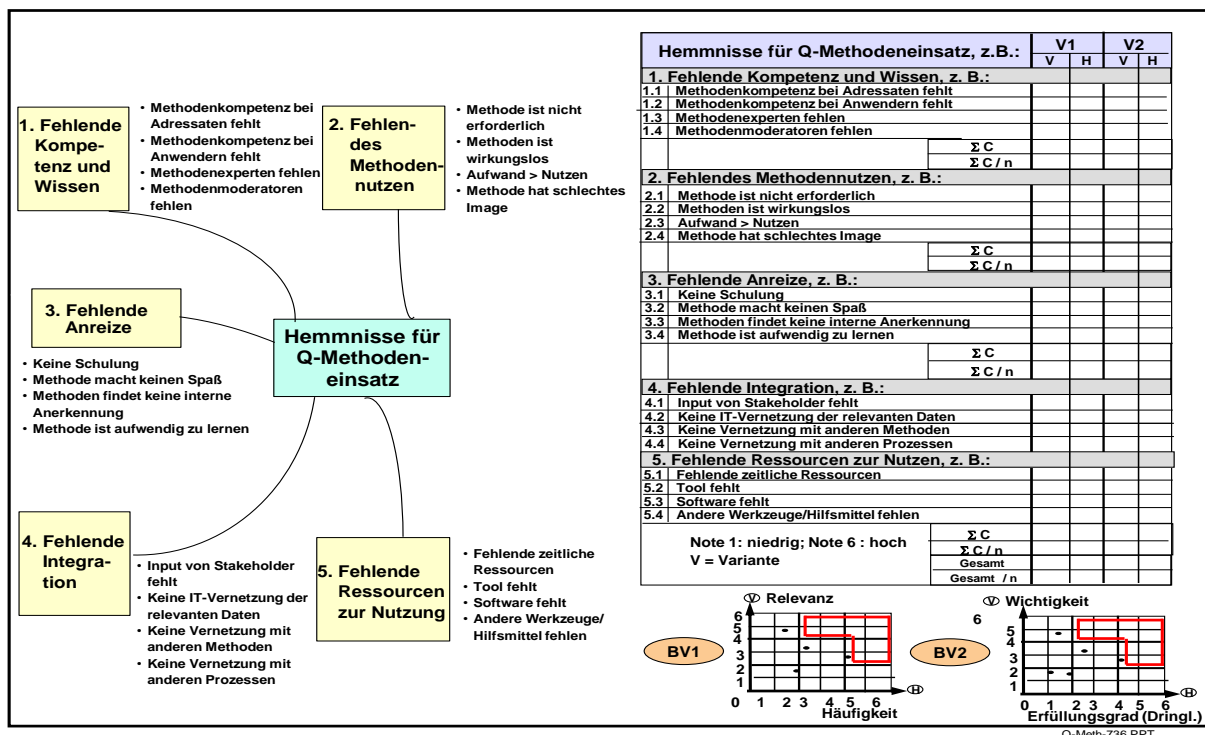 1. Fehlende
Kompe-
tenz und
Wissen
• Methodenkompetenz bei
Adressaten fehlt
• Methodenkompetenz bei
Anwendern fehlt
• Methodenexperten fehlen
• Methodenmoderatoren
fehlen
2. Fehlen-
des
Methoden-
nutzen
• Methode ist nicht
erforderlich
• Methoden ist
wirkungslos
• Aufwand > Nutzen
• Methode hat schlechtes
Image
3. Fehlende
Anreize
• Keine Schulung
• Methode macht keinen Spaß
• Methoden findet keine interne
Anerkennung
• Methode ist aufwendig zu lernen
Hemmnisse für
Q-Methoden-
einsatz
4. Fehlende
Integra-
tion
• Input von Stakeholder
fehlt
• Keine IT-Vernetzung der
relevanten Daten
• Keine Vernetzung mit
anderen Methoden
• Keine Vernetzung mit
anderen Prozessen
5. Fehlende
Ressourcen
zur Nutzung
• Fehlende zeitliche
Ressourcen
• Tool fehlt
• Software fehlt
• Andere Werkzeuge/
Hilfsmittel fehlen
Hemmnisse für Q-Methodeneinsatz, z.B.: V1 V2
V H V H
1. Fehlende Kompetenz und Wissen, z. B.:
1.1 Methodenkompetenz bei Adressaten fehlt
1.2 Methodenkompetenz bei Anwendern fehlt
1.3 Methodenexperten fehlen
1.4 Methodenmoderatoren fehlen
Σ C
Σ C / n
2. Fehlendes Methodennutzen, z. B.:
2.1 Methode ist nicht erforderlich
2.2 Methoden ist wirkungslos
2.3 Aufwand > Nutzen
2.4 Methode hat schlechtes Image
Σ C
Σ C / n
3. Fehlende Anreize, z. B.:
3.1 Keine Schulung
3.2 Methode macht keinen Spaß
3.3 Methoden findet keine interne Anerkennung
3.4 Methode ist aufwendig zu lernen
Σ C
Σ C / n
4. Fehlende Integration, z. B.:
4.1 Input von Stakeholder fehlt
4.2 Keine IT-Vernetzung der relevanten Daten
4.3 Keine Vernetzung mit anderen Methoden
4.4 Keine Vernetzung mit anderen Prozessen
5. Fehlende Ressourcen zur Nutzen, z. B.:
5.1 Fehlende zeitliche Ressourcen
5.2 Tool fehlt
5.3 Software fehlt
5.4 Andere Werkzeuge/Hilfsmittel fehlen
Note 1: niedrig; Note 6 : hoch
V = Variante
Σ C
Σ C / n
Gesamt
Gesamt / n
BV1
V Relevanz
6
5
4
3
2
1
0 1 2 3 4 5 6
H
Häufigkeit
BV2
V Wichtigkeit
6
5
4
3
2
1
0 1 2 3 4 5 6
H
Erfüllungsgrad (Dringl.)
Q-Meth-736.PPT